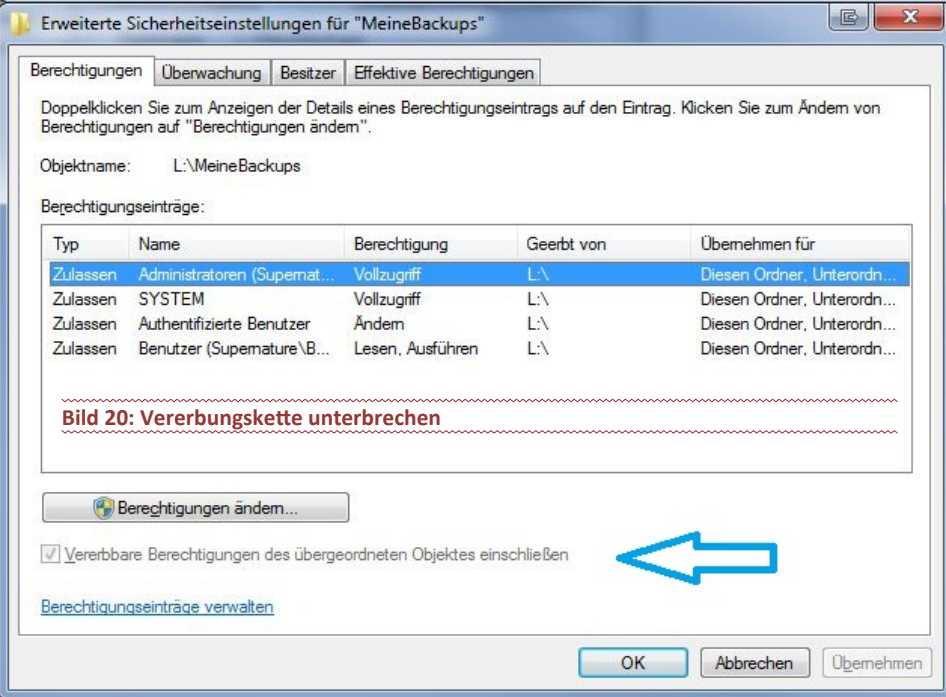 Erweiterte Sicherheitseinstellungen für "MeineBackups"
Berechtigungen Überwachung Besitzer Effektive Berechtigungen
Doppelklicken Sie zum Anzeigen der Details eines Berechtigungseintrags auf den Eintrag. Klicken Sie zum Ändern von
Berechtigungen auf "Berechtigungen ändern".
Objektname: L:\MeineBackups
Berechtigungseinträge:
Typ Name Berechtigung Geerbt von Übernehmen für
Zulassen Administratoren (Supernat... Vollzugriff L:\ Diesen Ordner, Unterordn...
Zulassen SYSTEM Vollzugriff L:\ Diesen Ordner, Unterordn...
Zulassen Authentifizierte Benutzer Ändern L:\ Diesen Ordner, Unterordn...
Zulassen Benutzer (Supernature\B... Lesen, Ausführen L:\ Diesen Ordner, Unterordn...
Bild 20: Vererbungskette unterbrechen
Berechtigungen ändern...
Vererbbare Berechtigungen des übergeordneten Objektes einschließen
Berechtigungseinträge verwalten
OK Abbrechen Übernehmen